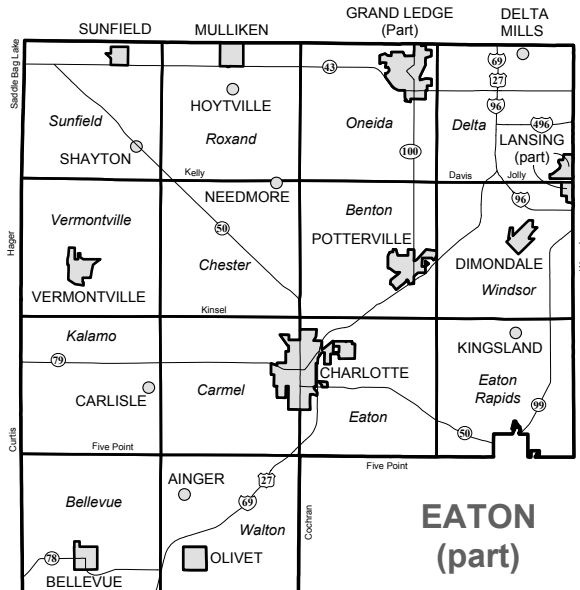 SUNFIELD
MULLIKEN
GRAND LEDGE
(Part)
DELTA
MILLS
Saddle Bag Lake
43
69
27
HOYTVILLE
96
Sunfield
Roxand
Oneida
Delta
496
LANSING
(part)
SHAYTON
100
Kelly
Davis
Jolly
NEEDMORE
96
Vermontville
Benton
50
POTTERVILLE
Hager
Chester
DIMONDALE
VERMONTVILLE
Windsor
Kinsel
Kalamo
KINGSLAND
79
CHARLOTTE
CARLISLE
Carmel
Eaton
Rapids
99
Eaton
50
Curtis
Five Point
Five Point
AINGER
27
69
Bellevue
Walton
Cochran
EATON
(part)
78
OLIVET
BELLEVUE